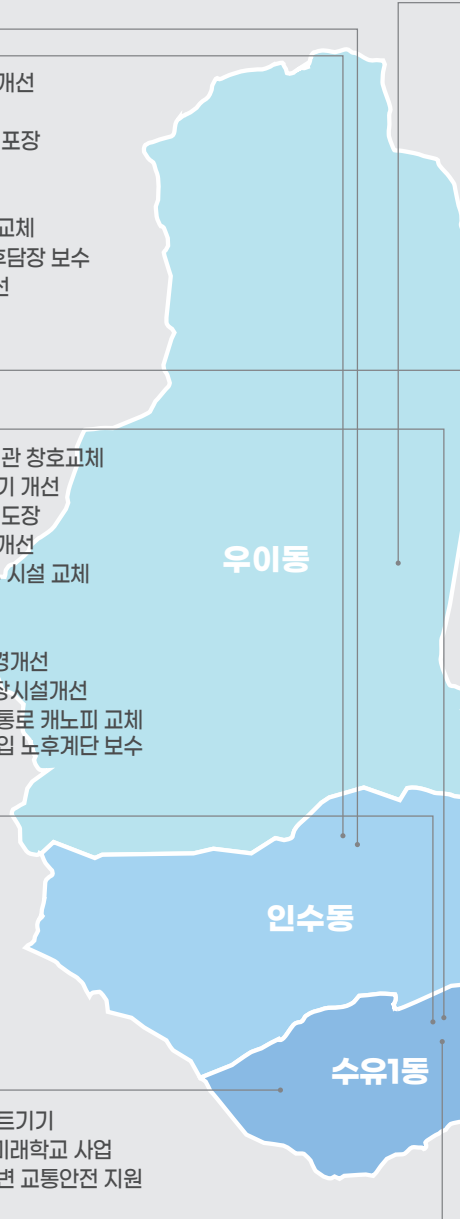 개선
포장
교체
후담장 보수
선
관 창호교체
기 개선
도장
개선
시설 교체
우이동
경개선
장시설개선
통로 캐노피 교체
입 노후계단 보수
인수동
수유1동
트기기
미래학교 사업
변 교통안전 지원